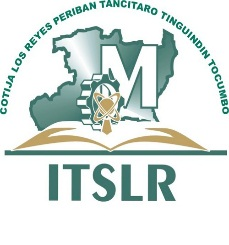 COTIJA LOS REYES PERIBAN TANCITARO TINGUINDIN TOCUMBO
M
ITSLR